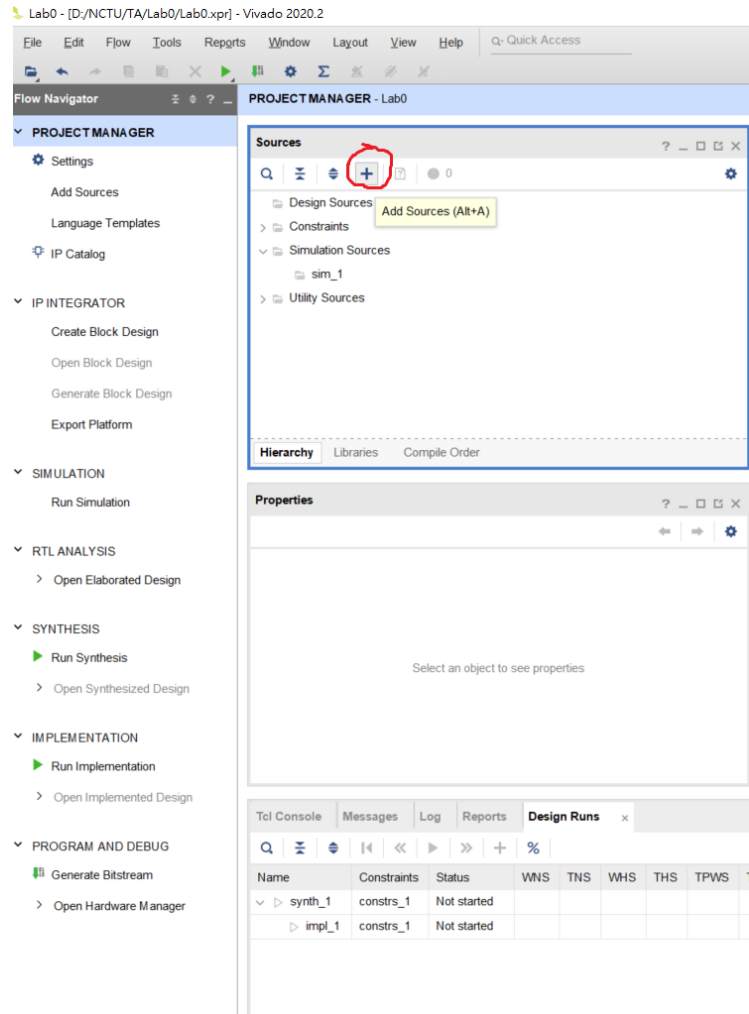 Lab0 - [D:/NCTU/TA/Lab0/Lab0.xpr] - Vivado 2020.2
File Edit Flow Tools Reports Window Layout View Help Quick Access
Flow Navigator
PROJECT MANAGER
Settings
Add Sources
Language Templates
IP Catalog
IP INTEGRATOR
Create Block Design
Open Block Design
Generate Block Design
Export Platform
SIMULATION
Run Simulation
RTL ANALYSIS
Open Elaborated Design
SYNTHESIS
Run Synthesis
Open Synthesized Design
IMPLEMENTATION
Run Implementation
Open Implemented Design
PROGRAM AND DEBUG
Generate Bitstream
Open Hardware Manager
PROJECT MANAGER - Lab0
Sources
0
Design Sources
Add Sources (Alt+A)
Constraints
Simulation Sources
sim_1
Utility Sources
Hierarchy Libraries Compile Order
Properties
Select an object to see properties
Tcl Console Messages Log Reports Design Runs
Name Constraints Status WNS TNS WHS THS TPWS
synth_1 constrs_1 Not started
impl_1 constrs_1 Not started